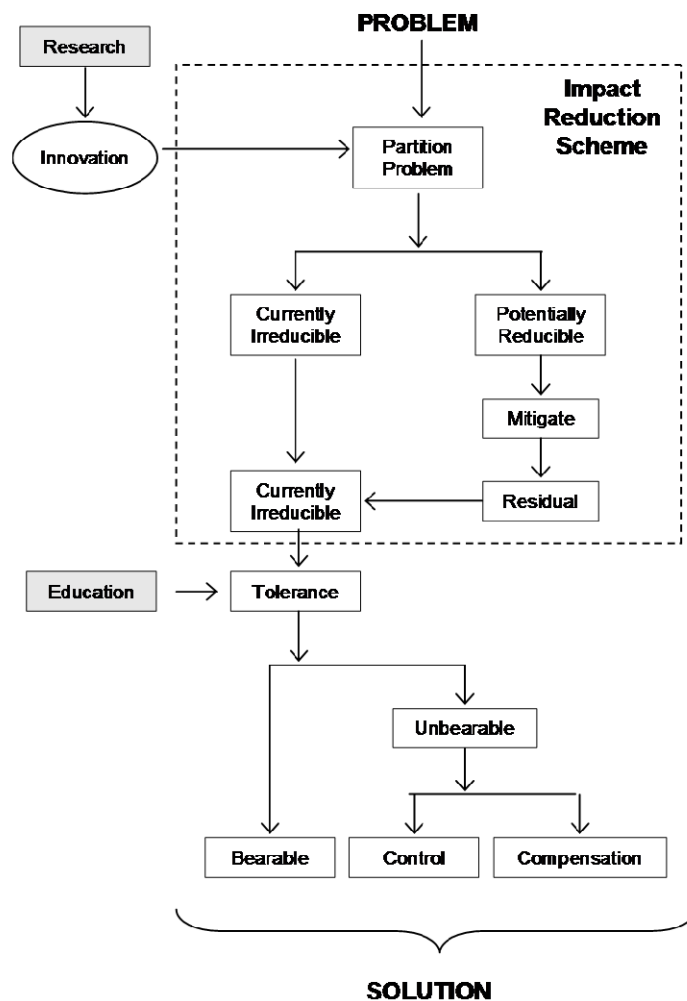 PROBLEM
Research
Impact
Reduction
Scheme
Innovation
Partition
Problem
Currently
Irreducible
Potentially
Reducible
Mitigate
Currently
Irreducible
Residual
Education
Tolerance
Unbearable
Bearable
Control
Compensation
SOLUTION